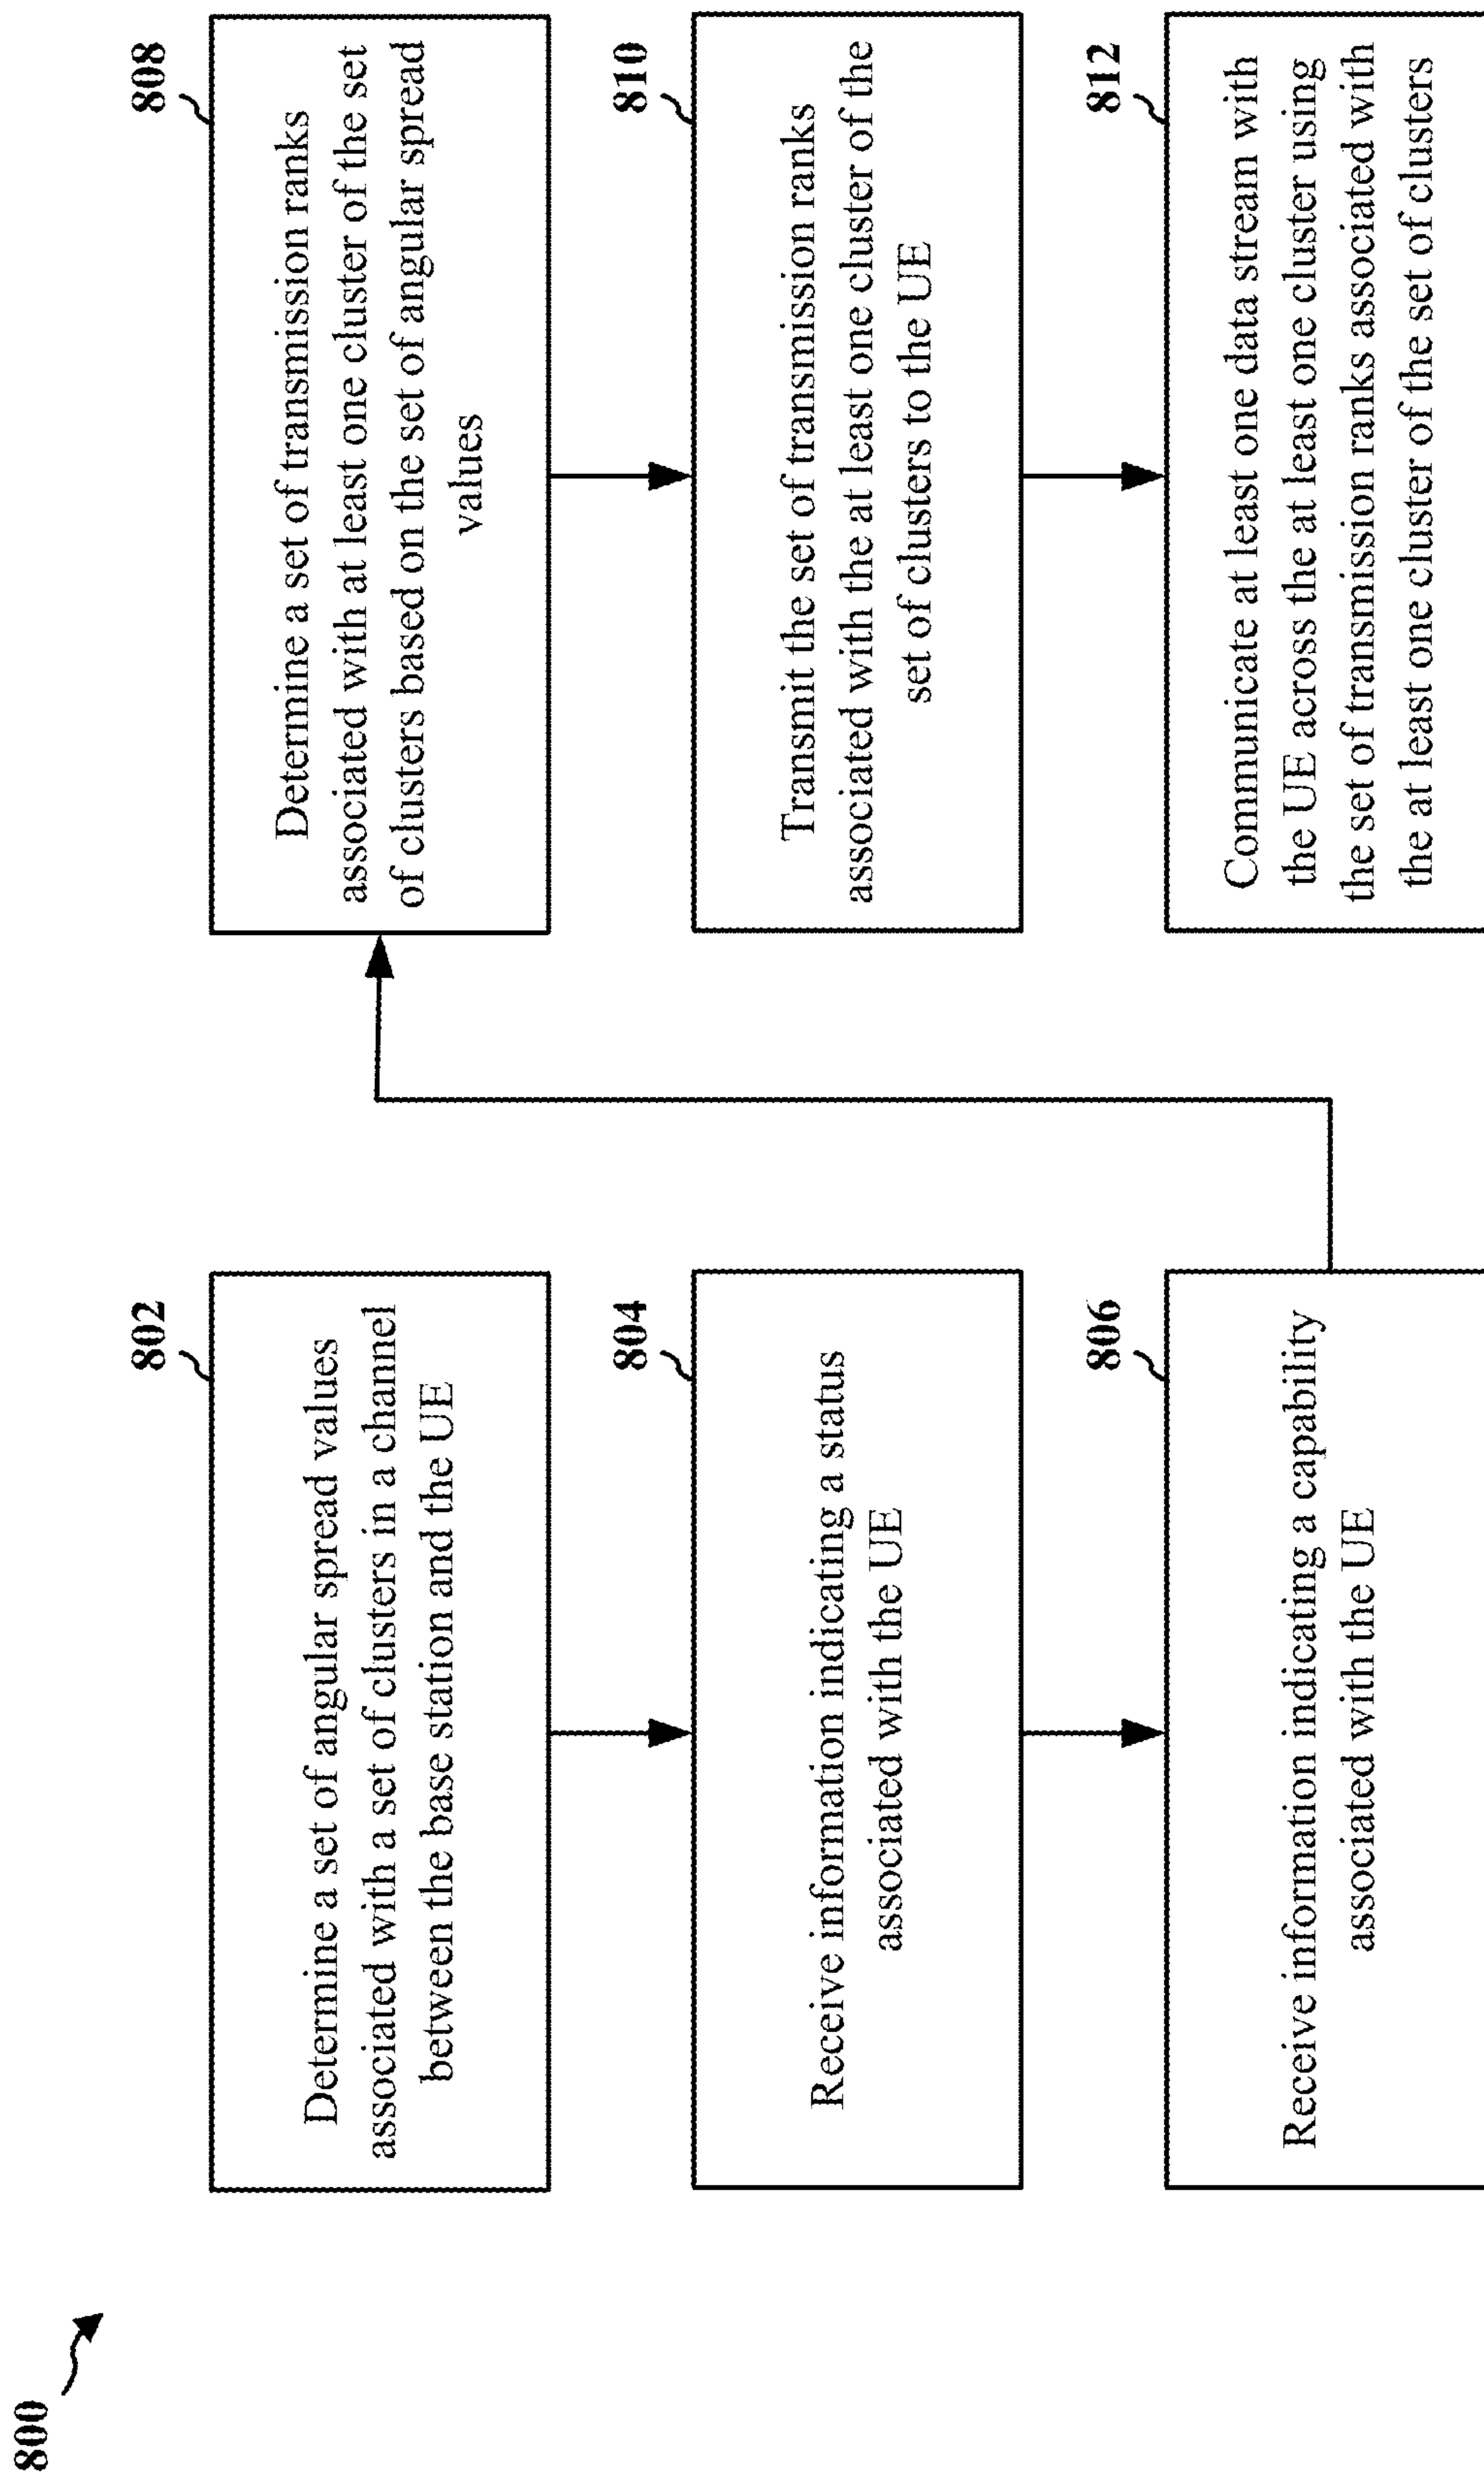 800
802
Determine a set of angular spread values
associated with a set of clusters in a channel
between the base station and the UE
804
Receive information indicating a status
associated with the UE
806
Receive information indicating a capability
associated with the UE
808
Determine a set of transmission ranks
associated with at least one cluster of the set
of clusters based on the set of angular spread
values
810
Transmit the set of transmission ranks
associated with the at least one cluster of the
set of clusters to the UE
812
Communicate at least one data stream with
the UE across the at least one cluster using
the set of transmission ranks associated with
the at least one cluster of the set of clusters